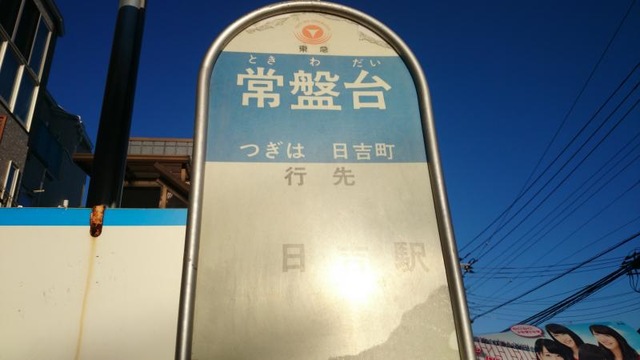 東急
ときわだい
常盤台
つぎは 日吉町
行先
日吉駅